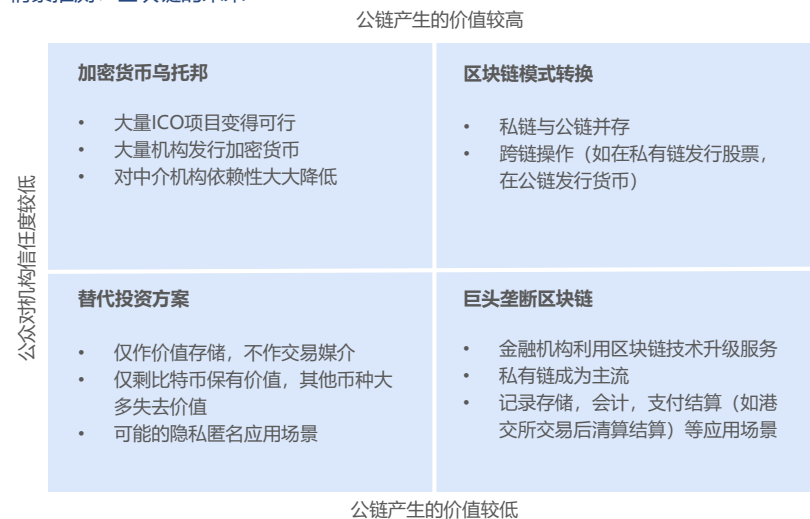 公链产生的价值较高
加密货币乌托邦
• 大量ICO项目变得可行
• 大量机构发行加密货币
• 对中介机构依赖性大大降低
区块链模式转换
• 私链与公链并存
• 跨链操作（如在私有链发行股票，
在公链发行货币）
公众对机构信任度较低
替代投资方案
• 仅作价值存储，不作交易媒介
• 仅剩比特币保有价值，其他币种大
多失去价值
• 可能的隐私匿名应用场景
巨头垄断区块链
• 金融机构利用区块链技术升级服务
• 私有链成为主流
• 记录存储，会计，支付结算（如港
交所交易后清算结算）等应用场景
公链产生的价值较低